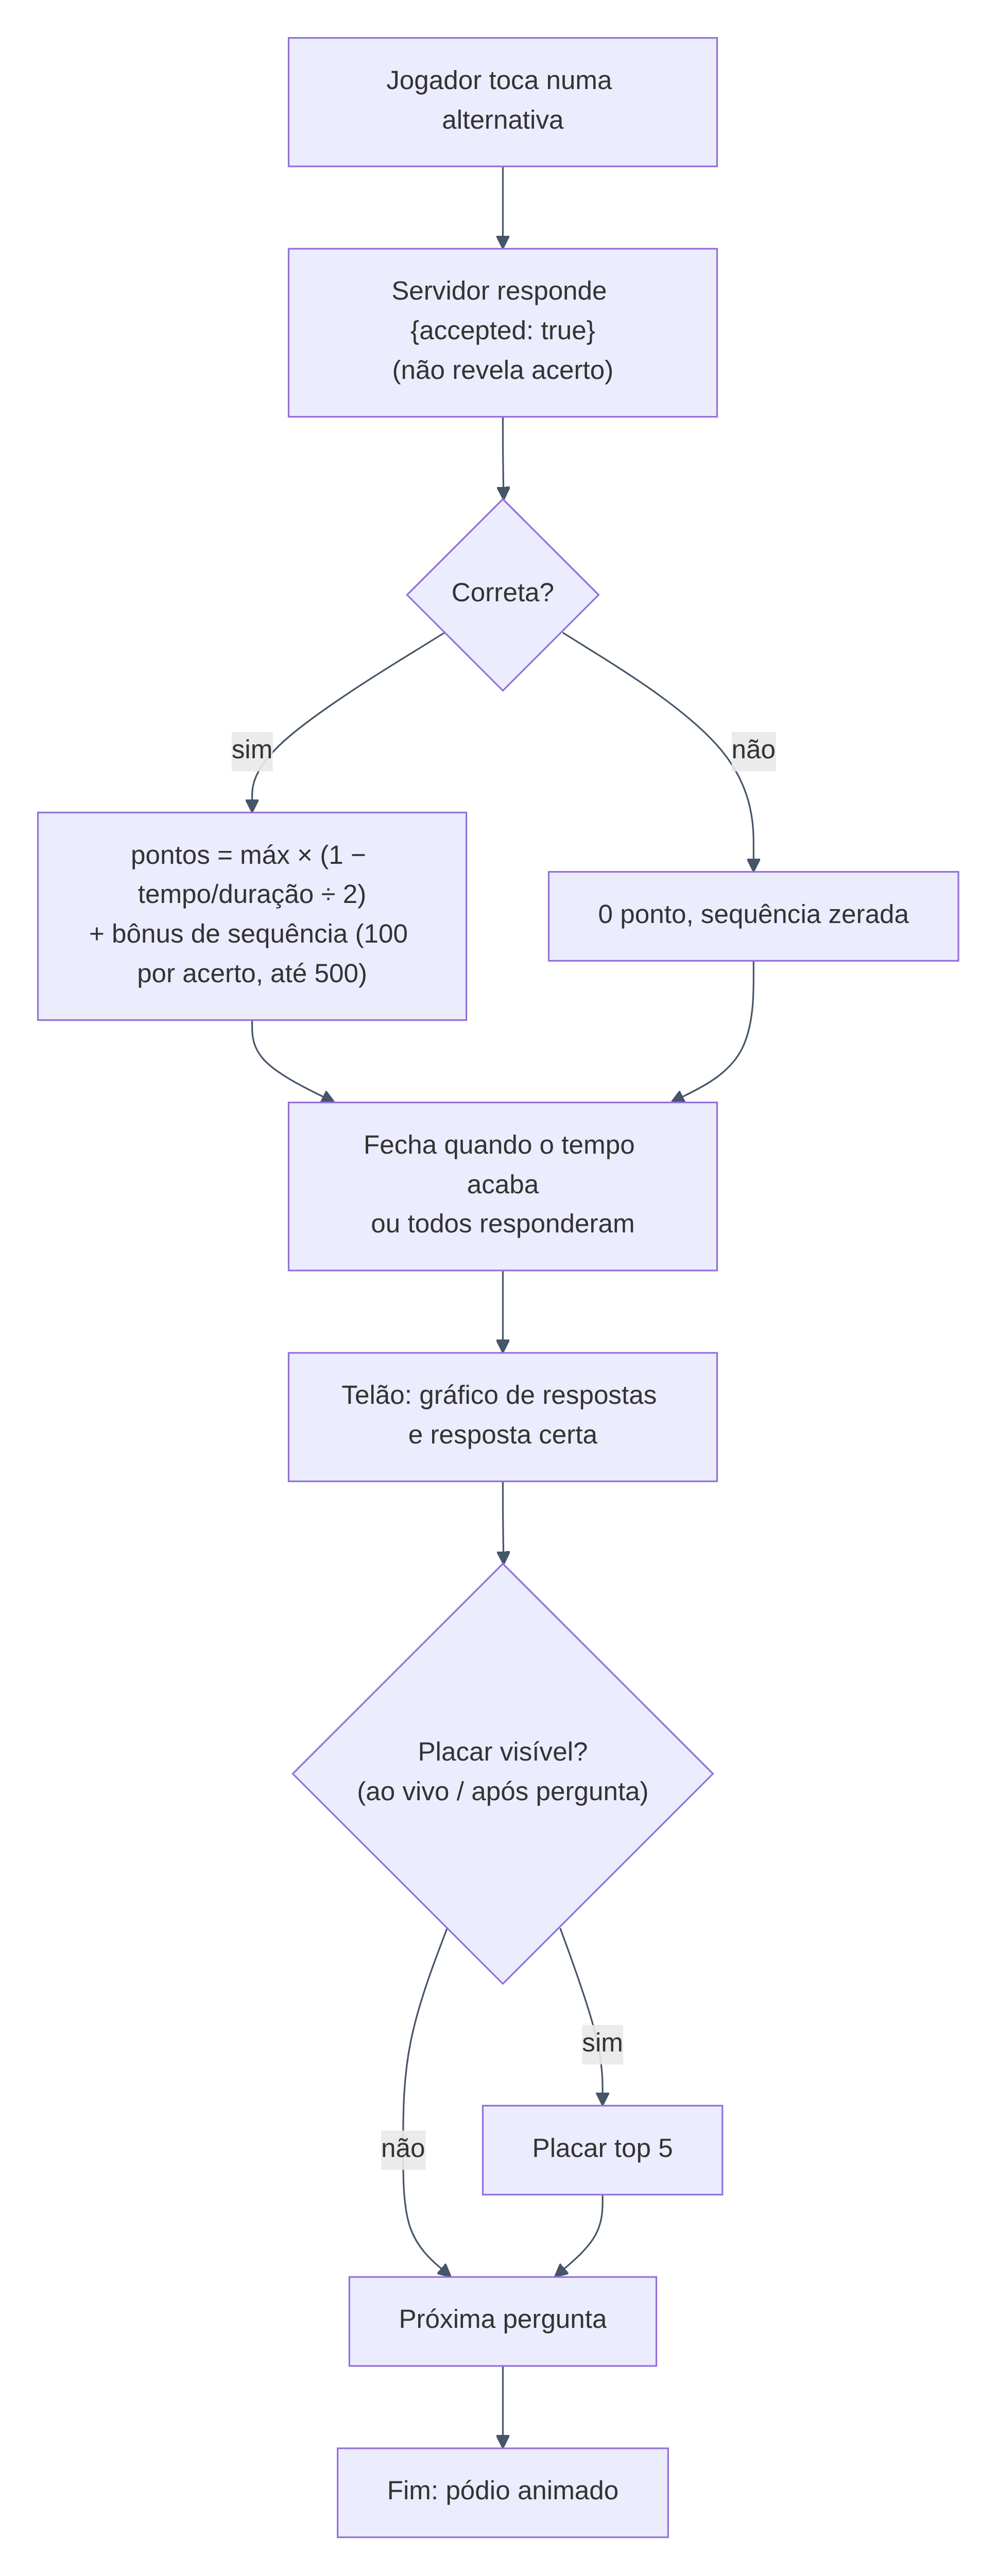 Jogador toca numa
alternativa
Servidor responde
{accepted: true}
(não revela acerto)
Correta?
sim
não
pontos = máx × (1 −
tempo/duração ÷ 2)
+ bônus de sequência (100
por acerto, até 500)
0 ponto, sequência zerada
Fecha quando o tempo
acaba
ou todos responderam
Telão: gráfico de respostas
e resposta certa
Placar visível?
(ao vivo / após pergunta)
sim
não
Placar top 5
Próxima pergunta
Fim: pódio animado